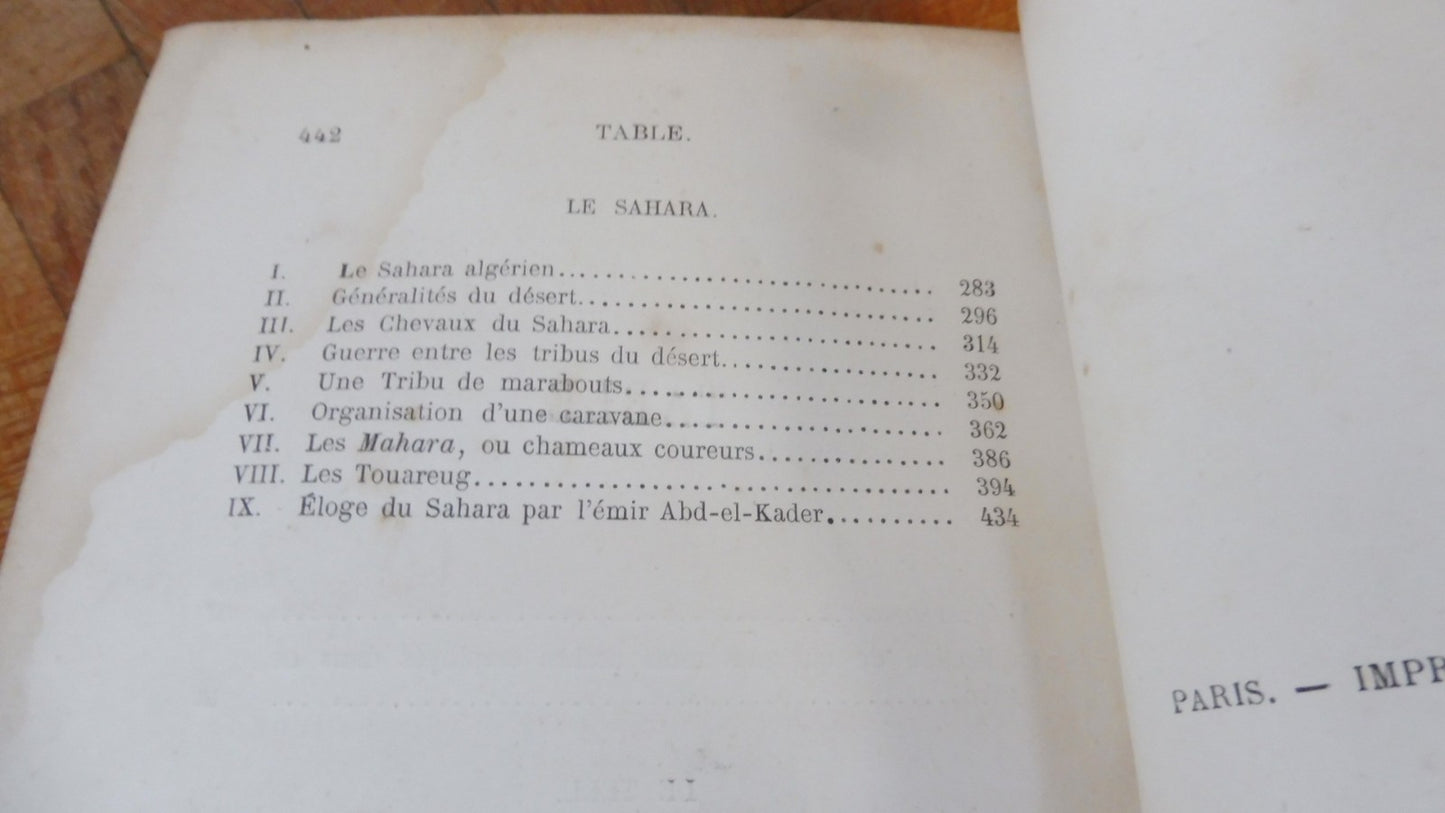 442 TABLE.
LE SAHARA.
I. Le Sahara algérien.................................. 283
II. Généralités du désert................................ 296
III. Les Chevaux du Sahara............................. 314
IV. Guerre entre les tribus du désert................... 332
V. Une Tribu de marabouts............................ 350
VI. Organisation d'une caravane........................ 362
VII. Les Mahara, ou chameaux coureurs................ 386
VIII. Les Touareug...................................... 394
IX. Éloge du Sahara par l'émir Abd-el-Kader.......... 434
PARIS. — IMPR